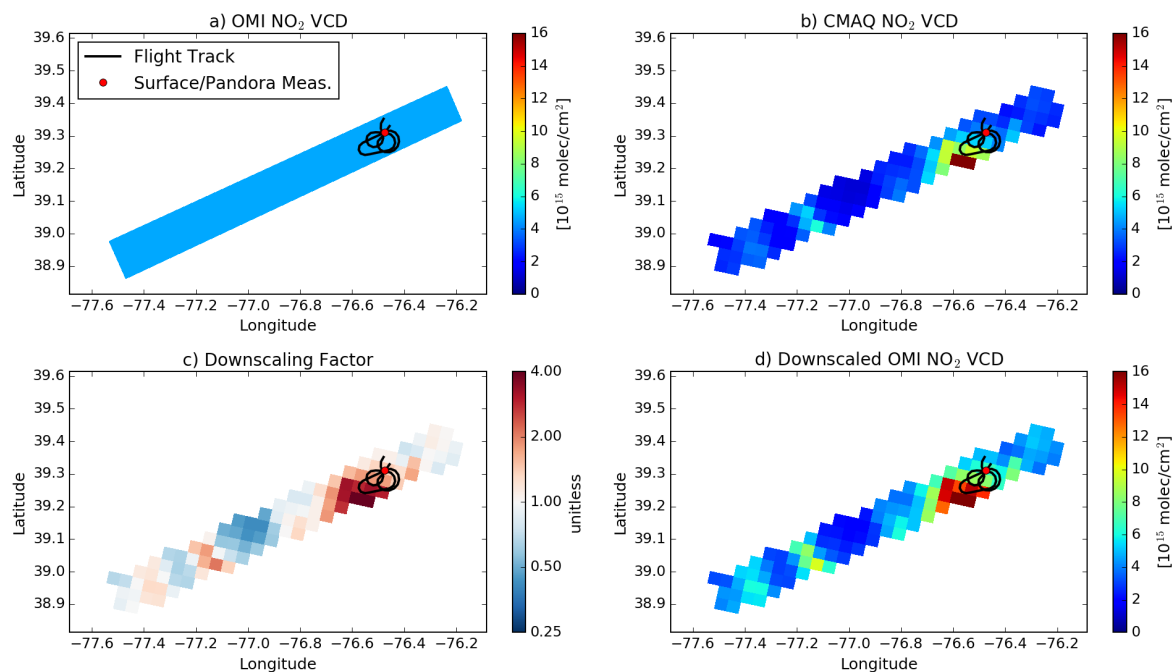 a) OMI NO₂ VCD
39.6
39.5
39.4
39.3
39.2
39.1
39.0
38.9
Latitude
Flight Track
Surface/Pandora Meas.
−77.6 −77.4 −77.2 −77.0 −76.8 −76.6 −76.4 −76.2
Longitude
16
14
12
10
8
6
4
2
0
[10¹⁵ molec/cm²]
b) CMAQ NO₂ VCD
39.6
39.5
39.4
39.3
39.2
39.1
39.0
38.9
Latitude
−77.6 −77.4 −77.2 −77.0 −76.8 −76.6 −76.4 −76.2
Longitude
16
14
12
10
8
6
4
2
0
[10¹⁵ molec/cm²]
c) Downscaling Factor
39.6
39.5
39.4
39.3
39.2
39.1
39.0
38.9
Latitude
−77.6 −77.4 −77.2 −77.0 −76.8 −76.6 −76.4 −76.2
Longitude
4.00
2.00
1.00
0.50
0.25
unitless
d) Downscaled OMI NO₂ VCD
39.6
39.5
39.4
39.3
39.2
39.1
39.0
38.9
Latitude
−77.6 −77.4 −77.2 −77.0 −76.8 −76.6 −76.4 −76.2
Longitude
16
14
12
10
8
6
4
2
0
[10¹⁵ molec/cm²]